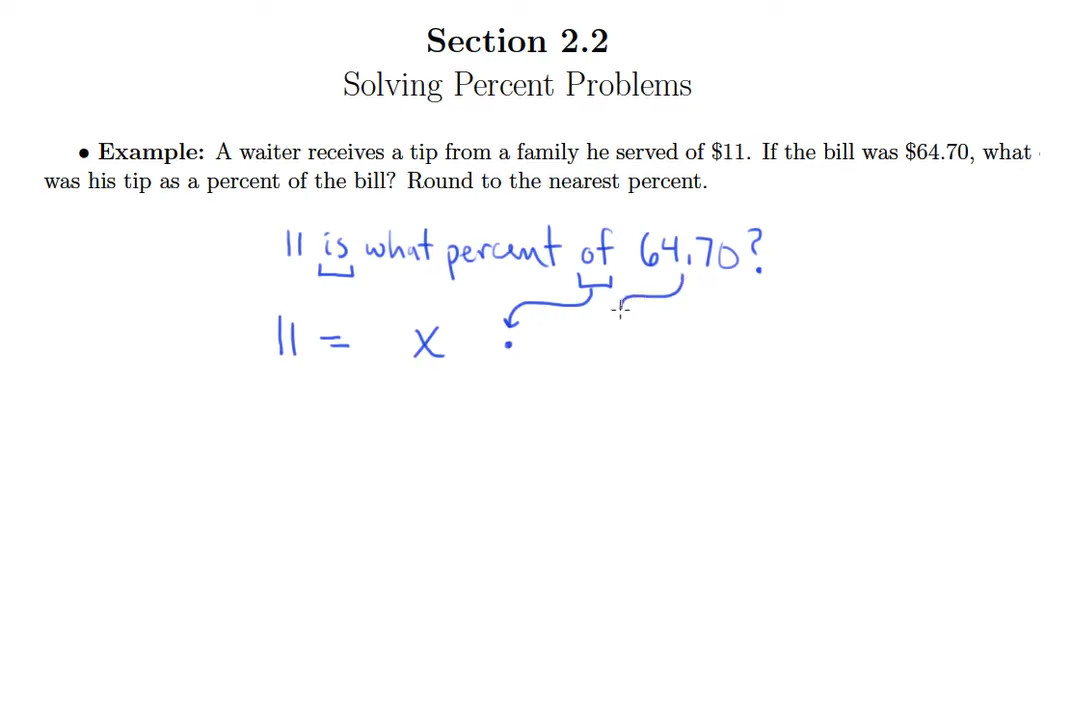 Section 2.2
Solving Percent Problems
• Example: A waiter receives a tip from a family he served of $11. If the bill was $64.70, what
was his tip as a percent of the bill? Round to the nearest percent.
11 is what percent of 64.70?
11 = x ·